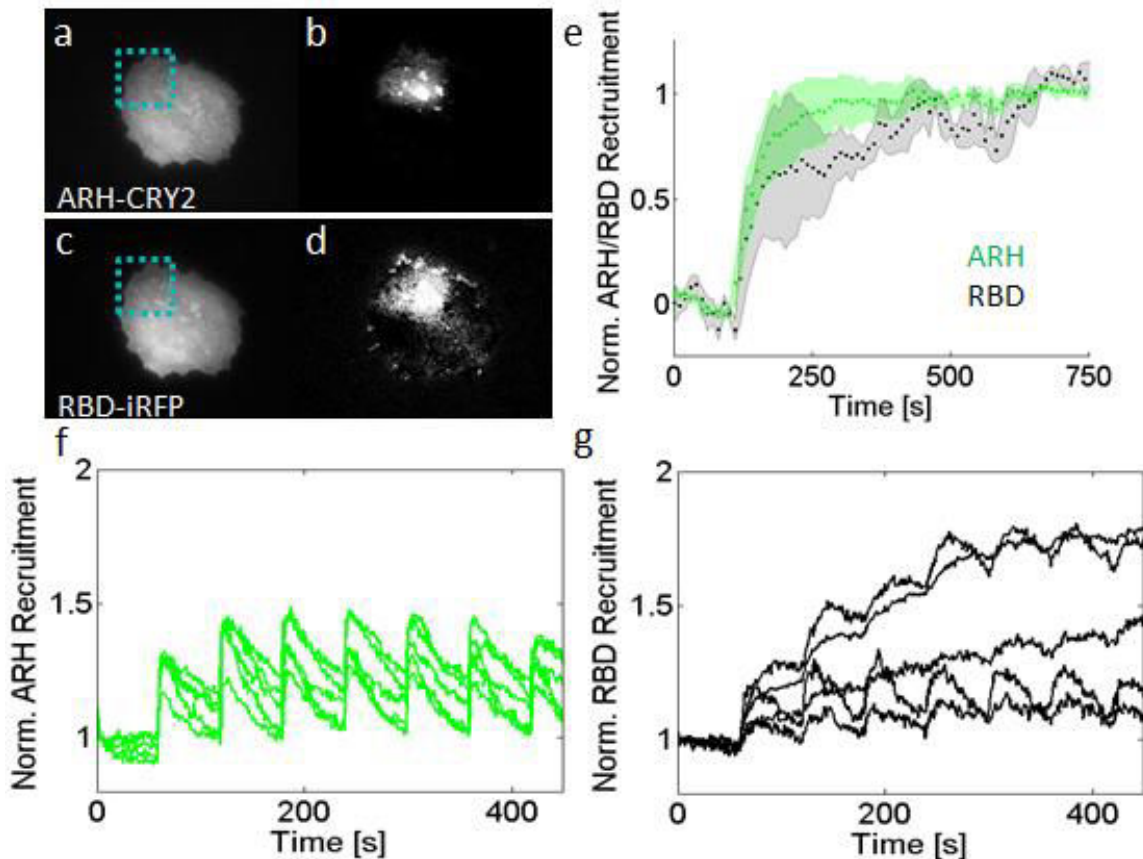 a
b
ARH-CRY2
c
d
RBD-iRFP
e
Norm. ARH/RBD Rectruitment
1
0.5
0
ARH
RBD
0
250
500
750
Time [s]
f
Norm. ARH Recruitment
2
1.5
1
0
200
400
Time [s]
g
Norm. RBD Recruitment
2
1.5
1
0
200
400
Time [s]